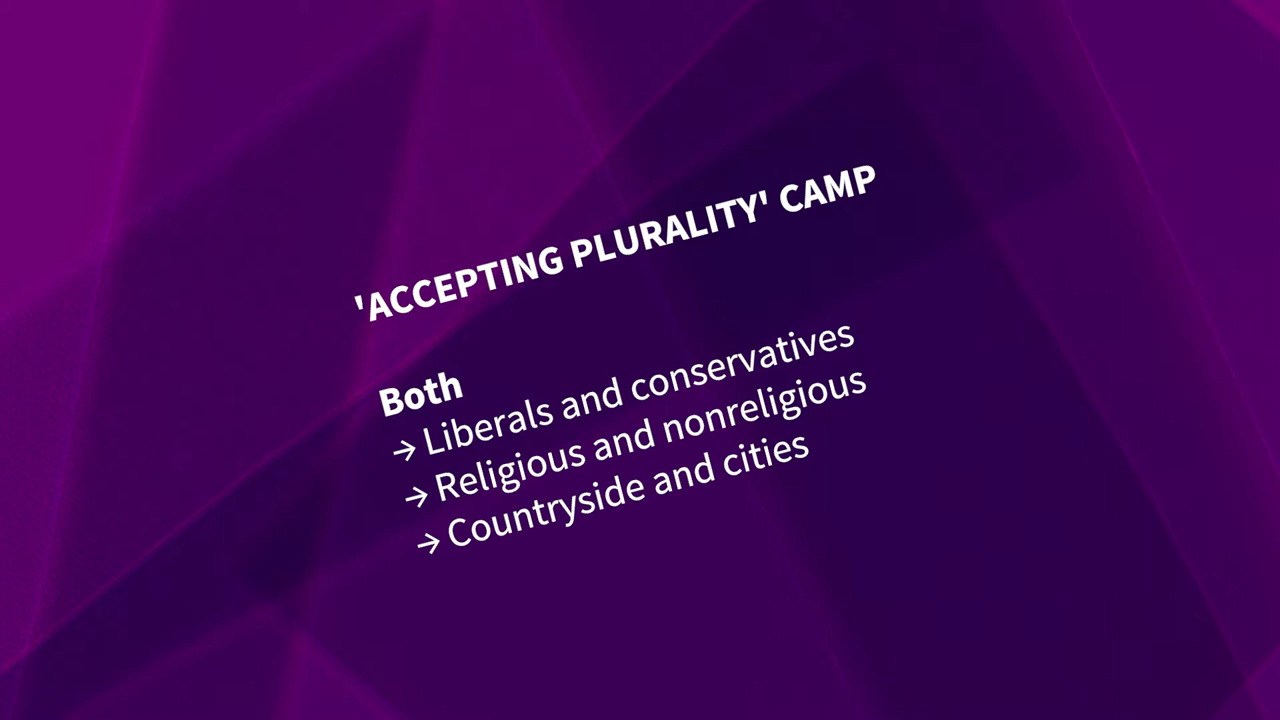 'ACCEPTING PLURALITY' CAMP
Both
→ Liberals and conservatives
→ Religious and nonreligious
→ Countryside and cities